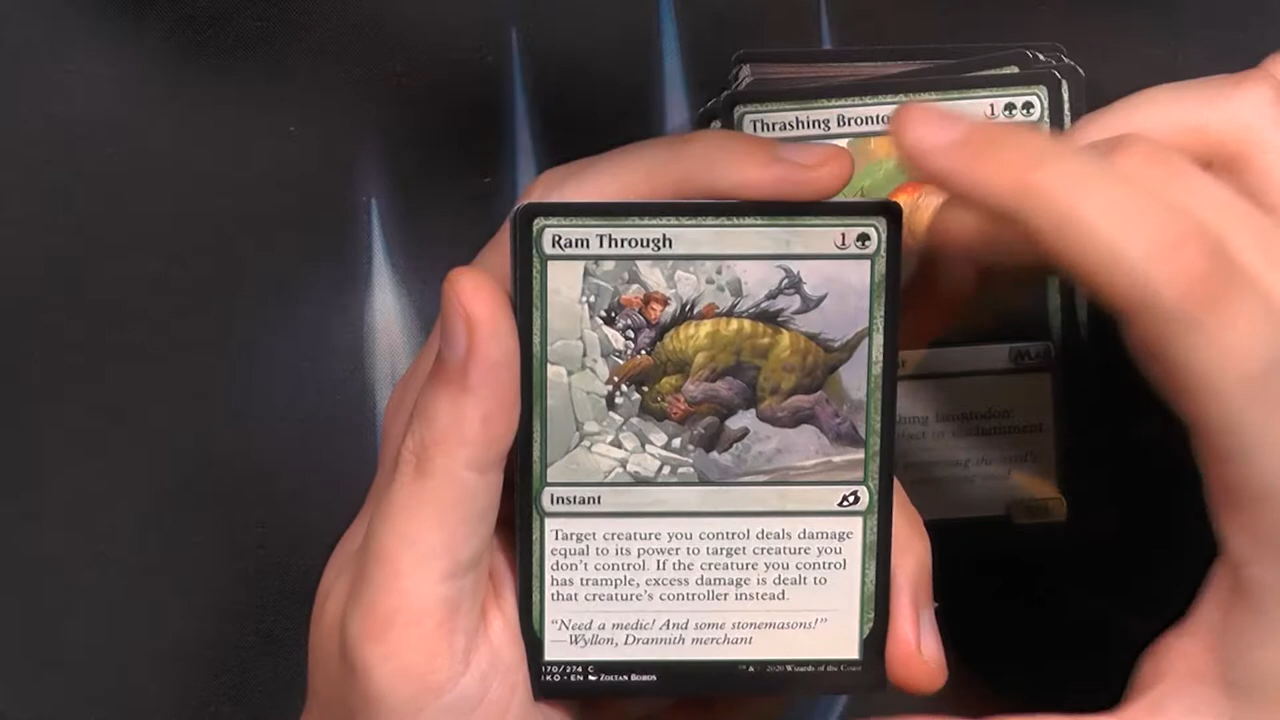 Thrashing Bronto
1
Ram Through
1
Instant
Target creature you control deals damage
equal to its power to target creature you
don't control. If the creature you control
has trample, excess damage is dealt to
that creature's controller instead.
"Need a medic! And some stonemasons!"
—Wyllon, Drannith merchant
170/274 C
IKO • EN Zoltan Boros
™ & 2020 Wizards of the Coast